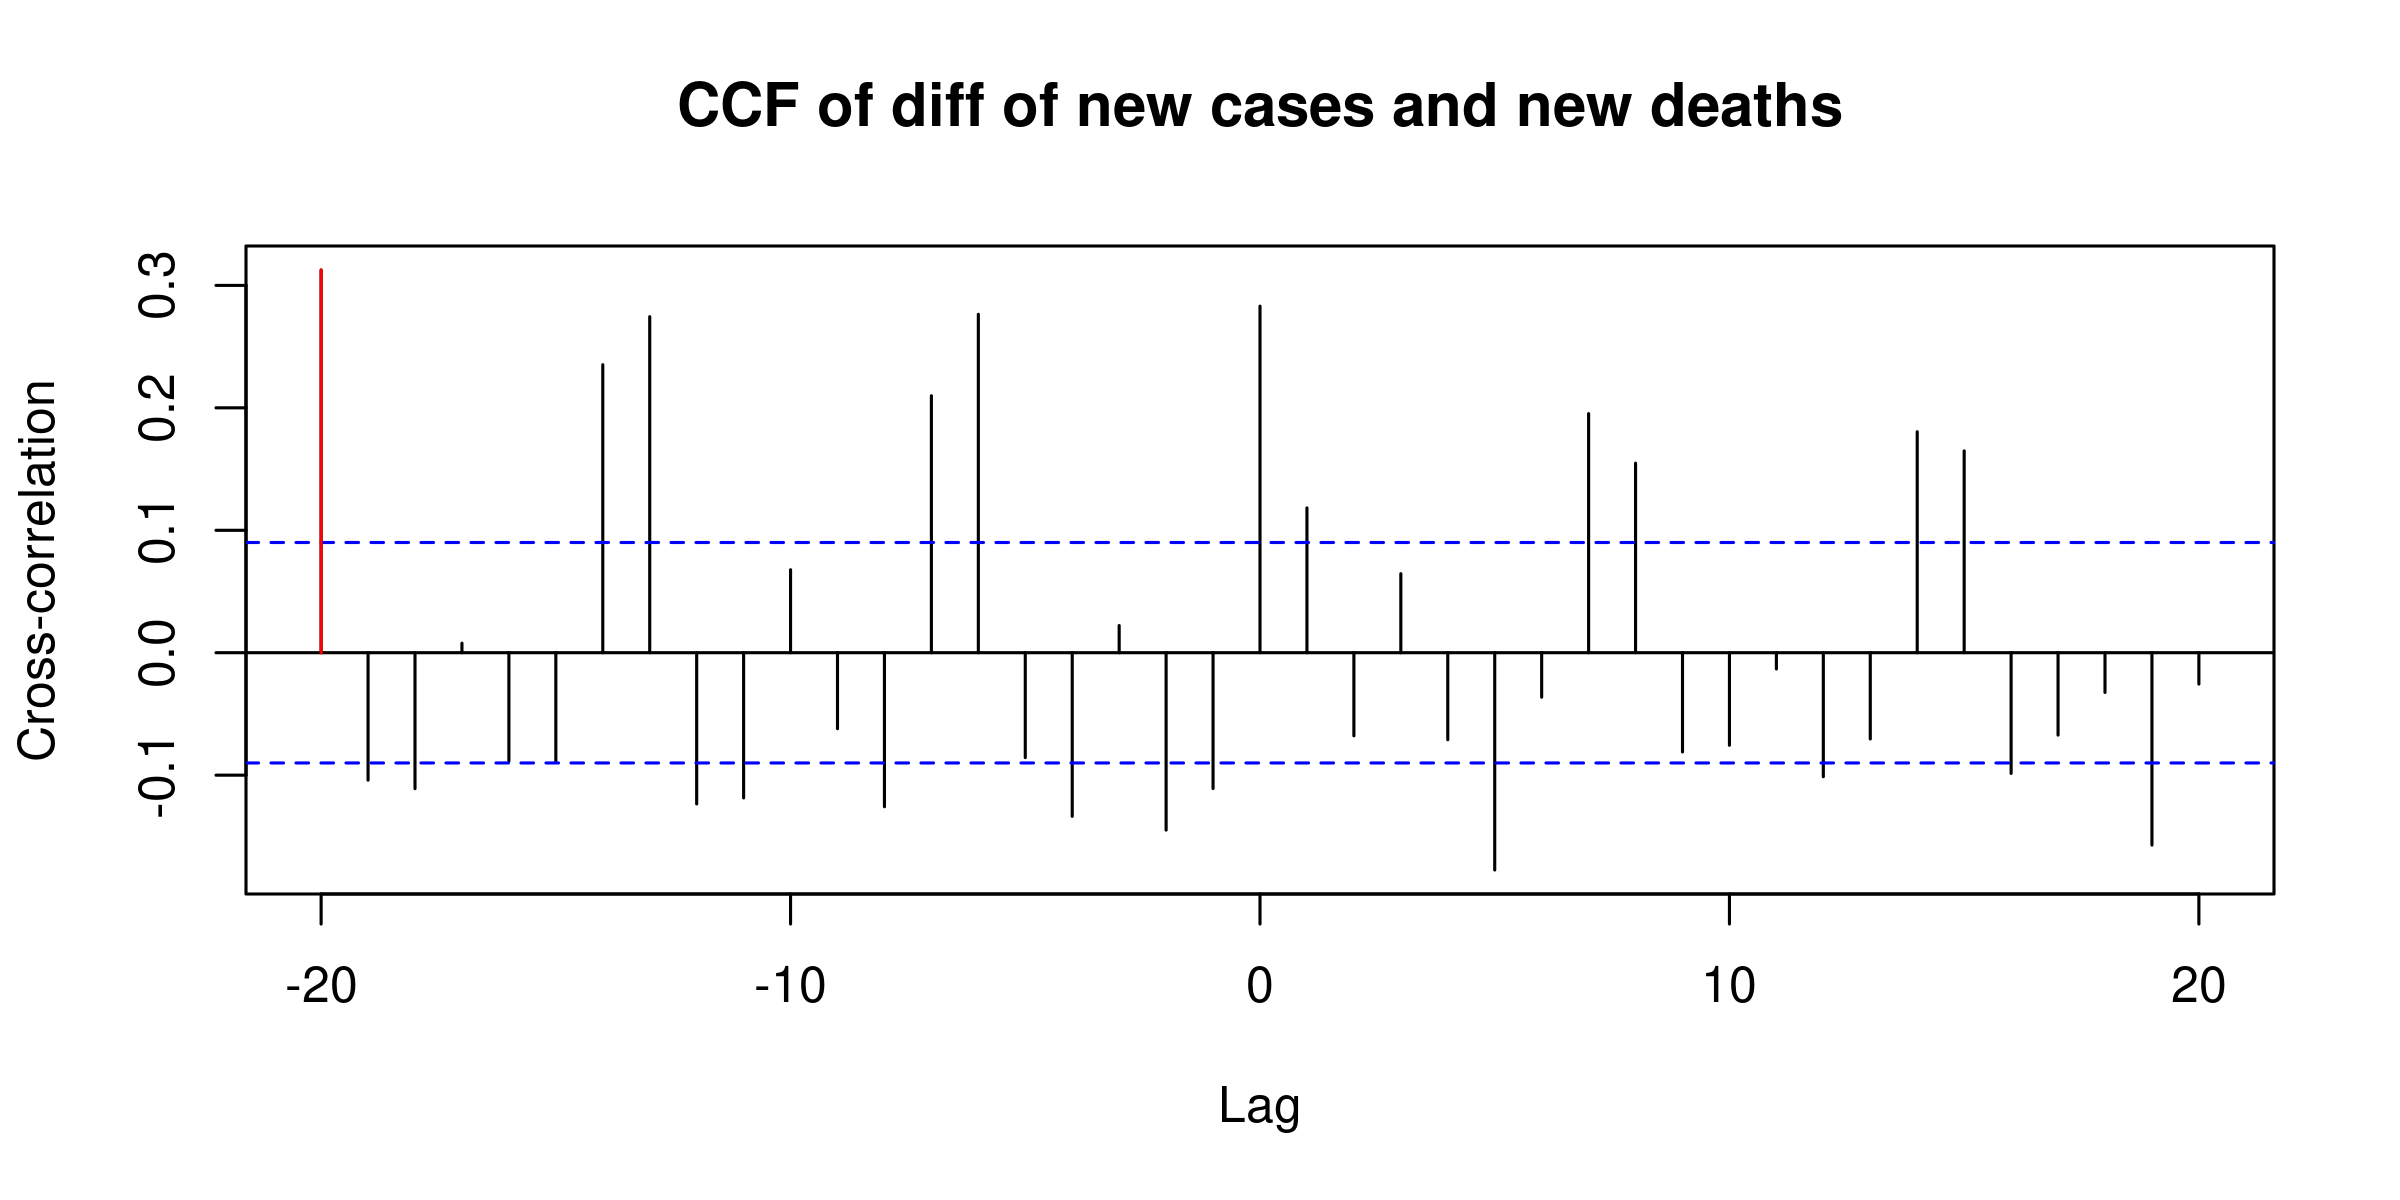 CCF of diff of new cases and new deaths
Cross-correlation
0.3
0.2
0.1
0.0
-0.1
-20 -10 0 10 20
Lag